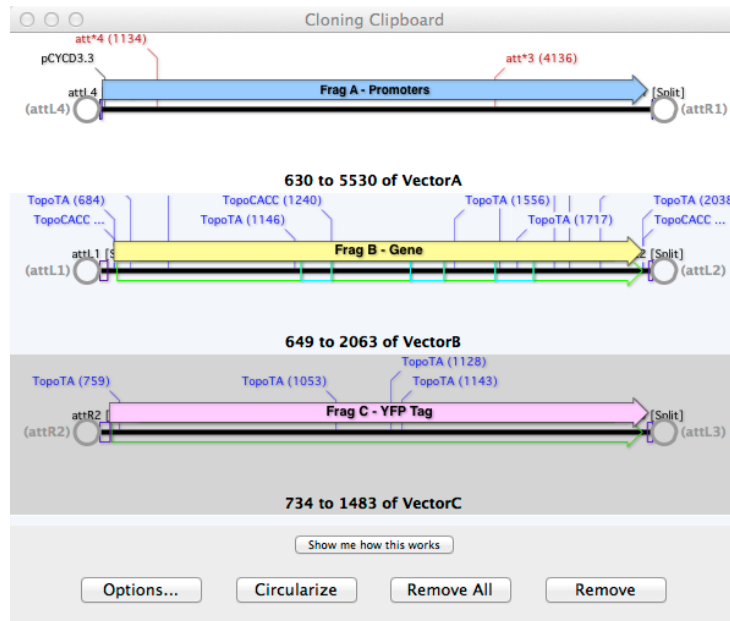 Cloning Clipboard
att*4 (1134)
pCYCD3.3
att*3 (4136)
attL4
Frag A - Promoters
[Split]
(attL4)
(attR1)
630 to 5530 of VectorA
TopoTA (684)
TopoCACC (1240)
TopoTA (1556)
TopoTA (2038
TopoCACC ...
TopoTA (1146)
TopoTA (1717)
TopoCACC ...
attL1 [S
Frag B - Gene
2 [Split]
(attL1)
(attL2)
649 to 2063 of VectorB
TopoTA (1128)
TopoTA (759)
TopoTA (1053)
TopoTA (1143)
attR2 [
Frag C - YFP Tag
[Split]
(attR2)
(attL3)
734 to 1483 of VectorC
Show me how this works
Options...
Circularize
Remove All
Remove